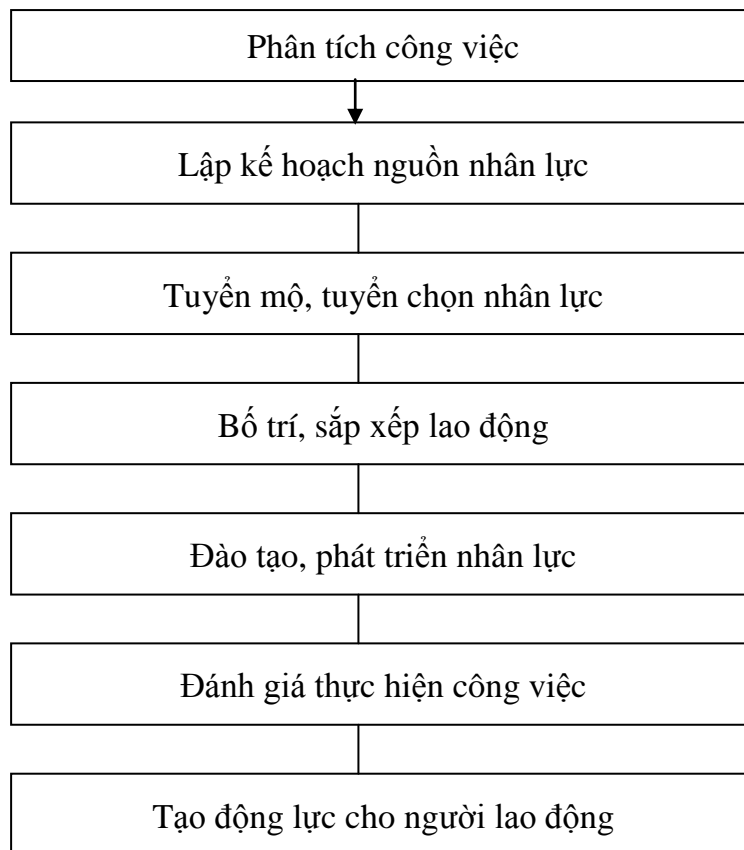 Phân tích công việc
Lập kế hoạch nguồn nhân lực
Tuyển mộ, tuyển chọn nhân lực
Bố trí, sắp xếp lao động
Đào tạo, phát triển nhân lực
Đánh giá thực hiện công việc
Tạo động lực cho người lao động